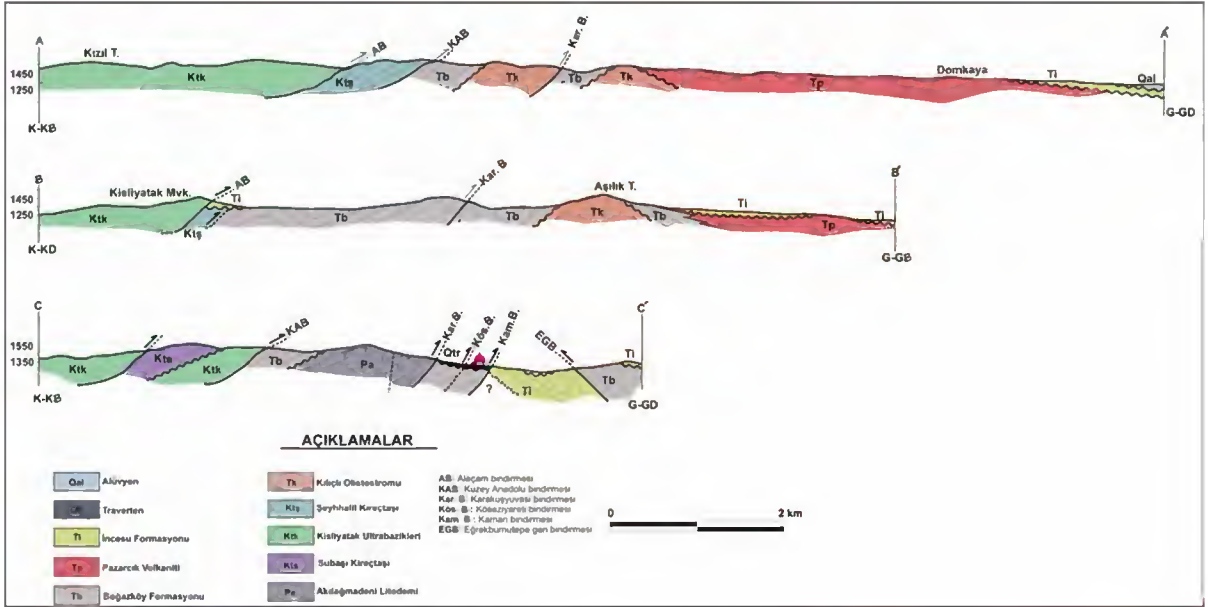 A A'
Kızıl T. AB KAB Kar. B.
1450 Ktk Ktş Tb Tk Tb Tk Tp Domkaya Ti Qal
1250
K-KB G-GD
B B'
Kisliyatak Mvk. AB Kar. B Aşılık T.
1450 Ktk Ti Tb Tb Tk Tb Ti Tp Ti
1250
Ktş
K-KD G-GB
C C'
KAB Kar.B. Kös. B. Kam.B. EGB
1550 Ktk Kts Ktk Tb Pa Qtr ? Ti Tb Ti
1350
K-KB G-GD
AÇIKLAMALAR
Qal Alüvyon
Traverten
Ti İncesu Formasyonu
Tp Pazarcık Volkaniti
Tb Boğazköy Formasyonu
Tk Kılıçlı Olistostromu
Ktş Şeyhhalil Kireçtaşı
Ktk Kisliyatak Ultrabazikleri
Kts Subaşı Kireçtaşı
Pa Akdağmadeni Litodemi
AB: Alaçam bindirmesi
KAB: Kuzey Anadolu bindirmesi
Kar. B: Karakuşyuvası bindirmesi
Kös. B.: Köseziyareti bindirmesi
Kam. B.: Kaman bindirmesi
EGB: Eğrekburnutepe geri bindirmesi
0 2 km